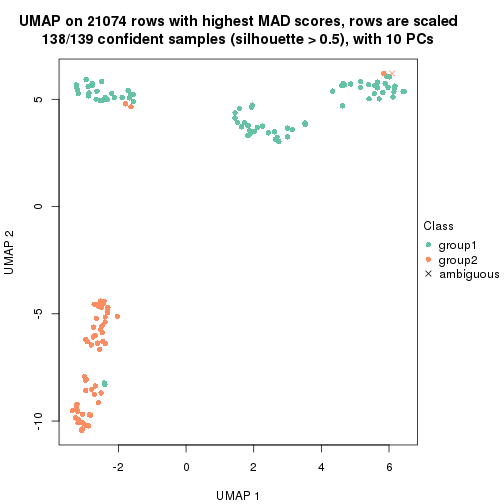 UMAP on 21074 rows with highest MAD scores, rows are scaled
138/139 confident samples (silhouette > 0.5), with 10 PCs
5
0
-5
-10
UMAP 2
-2
0
2
4
6
UMAP 1
Class
group1
group2
ambiguous